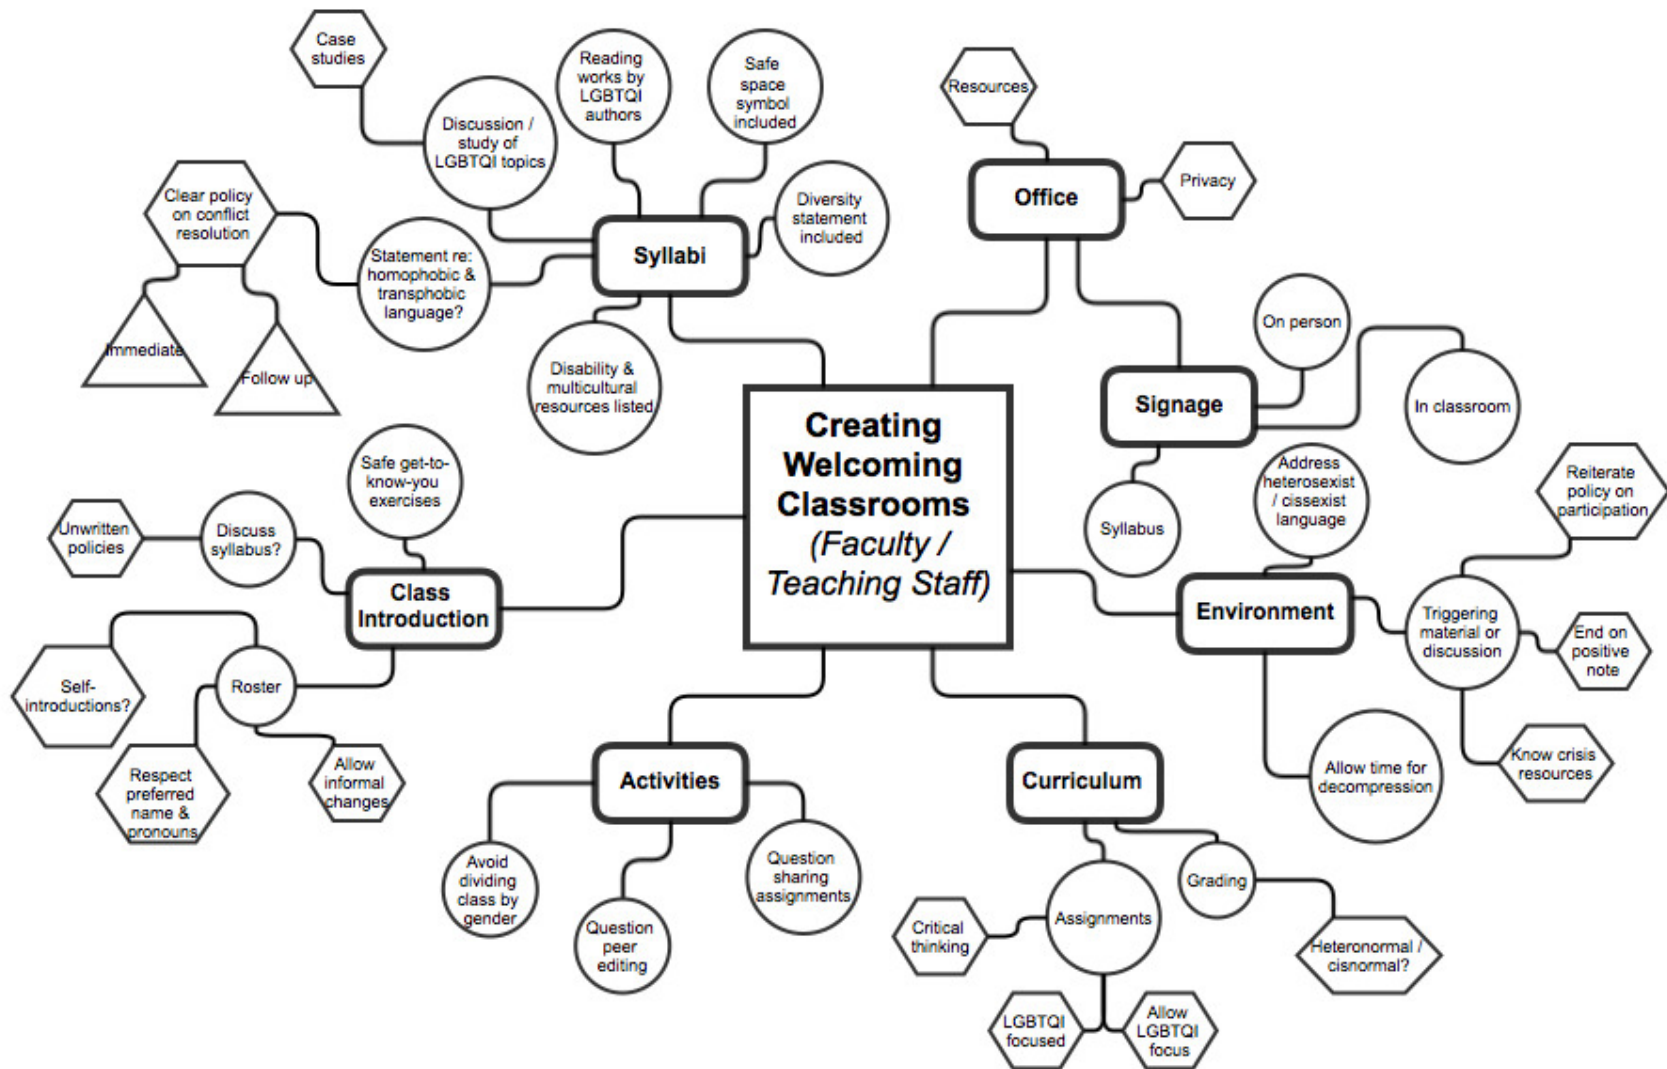 Case
studies
Reading
works by
LGBTQI
authors
Safe
space
symbol
included
Discussion /
study of
LGBTQI topics
Diversity
statement
included
Clear policy
on conflict
resolution
Statement re:
homophobic &
transphobic
language?
Syllabi
Immediate
Follow up
Disability &
multicultural
resources listed
Resources
Office
Privacy
On person
Signage
In classroom
Syllabus
Creating
Welcoming
Classrooms
(Faculty /
Teaching Staff)
Safe get-to-
know-you
exercises
Unwritten
policies
Discuss
syllabus?
Class
Introduction
Self-
introductions?
Roster
Respect
preferred
name &
pronouns
Allow
informal
changes
Address
heterosexist
/ cissexist
language
Reiterate
policy on
participation
Environment
Triggering
material or
discussion
End on
positive
note
Know crisis
resources
Allow time for
decompression
Activities
Avoid
dividing
class by
gender
Question
peer
editing
Question
sharing
assignments
Curriculum
Grading
Assignments
Critical
thinking
Heteronormal /
cisnormal?
LGBTQI
focused
Allow
LGBTQI
focus